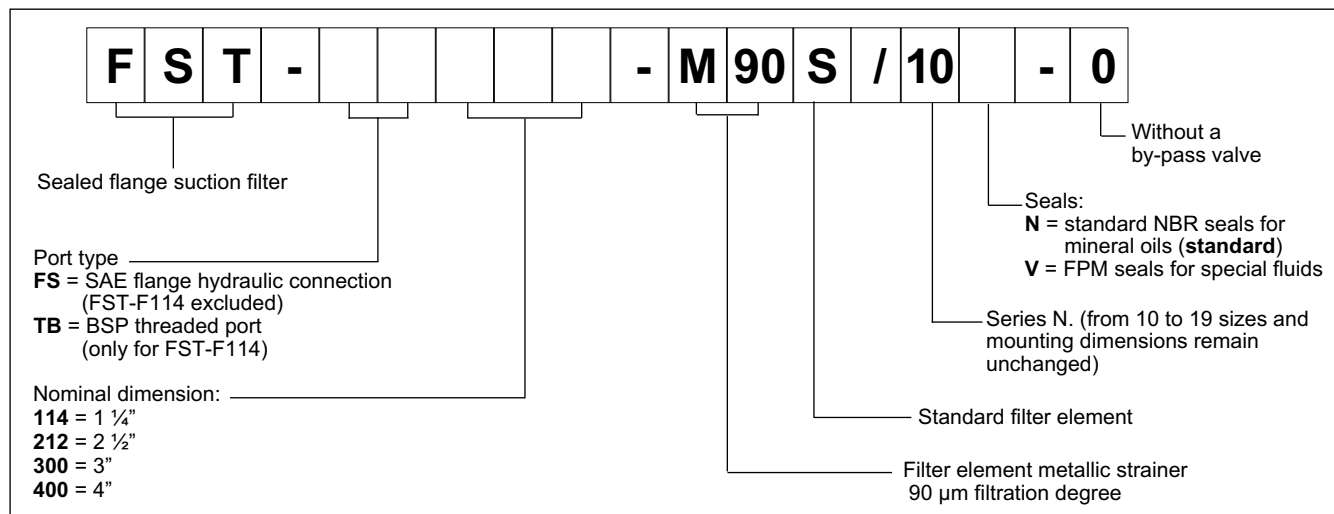 F S T - - M 90 S / 10 - 0
Without a
by-pass valve
Sealed flange suction filter
Seals:
N = standard NBR seals for
mineral oils (standard)
V = FPM seals for special fluids
Port type
FS = SAE flange hydraulic connection
(FST-F114 excluded)
TB = BSP threaded port
(only for FST-F114)
Series N. (from 10 to 19 sizes and
mounting dimensions remain
unchanged)
Nominal dimension:
114 = 1 ¼”
212 = 2 ½”
300 = 3”
400 = 4”
Standard filter element
Filter element metallic strainer
90 µm filtration degree